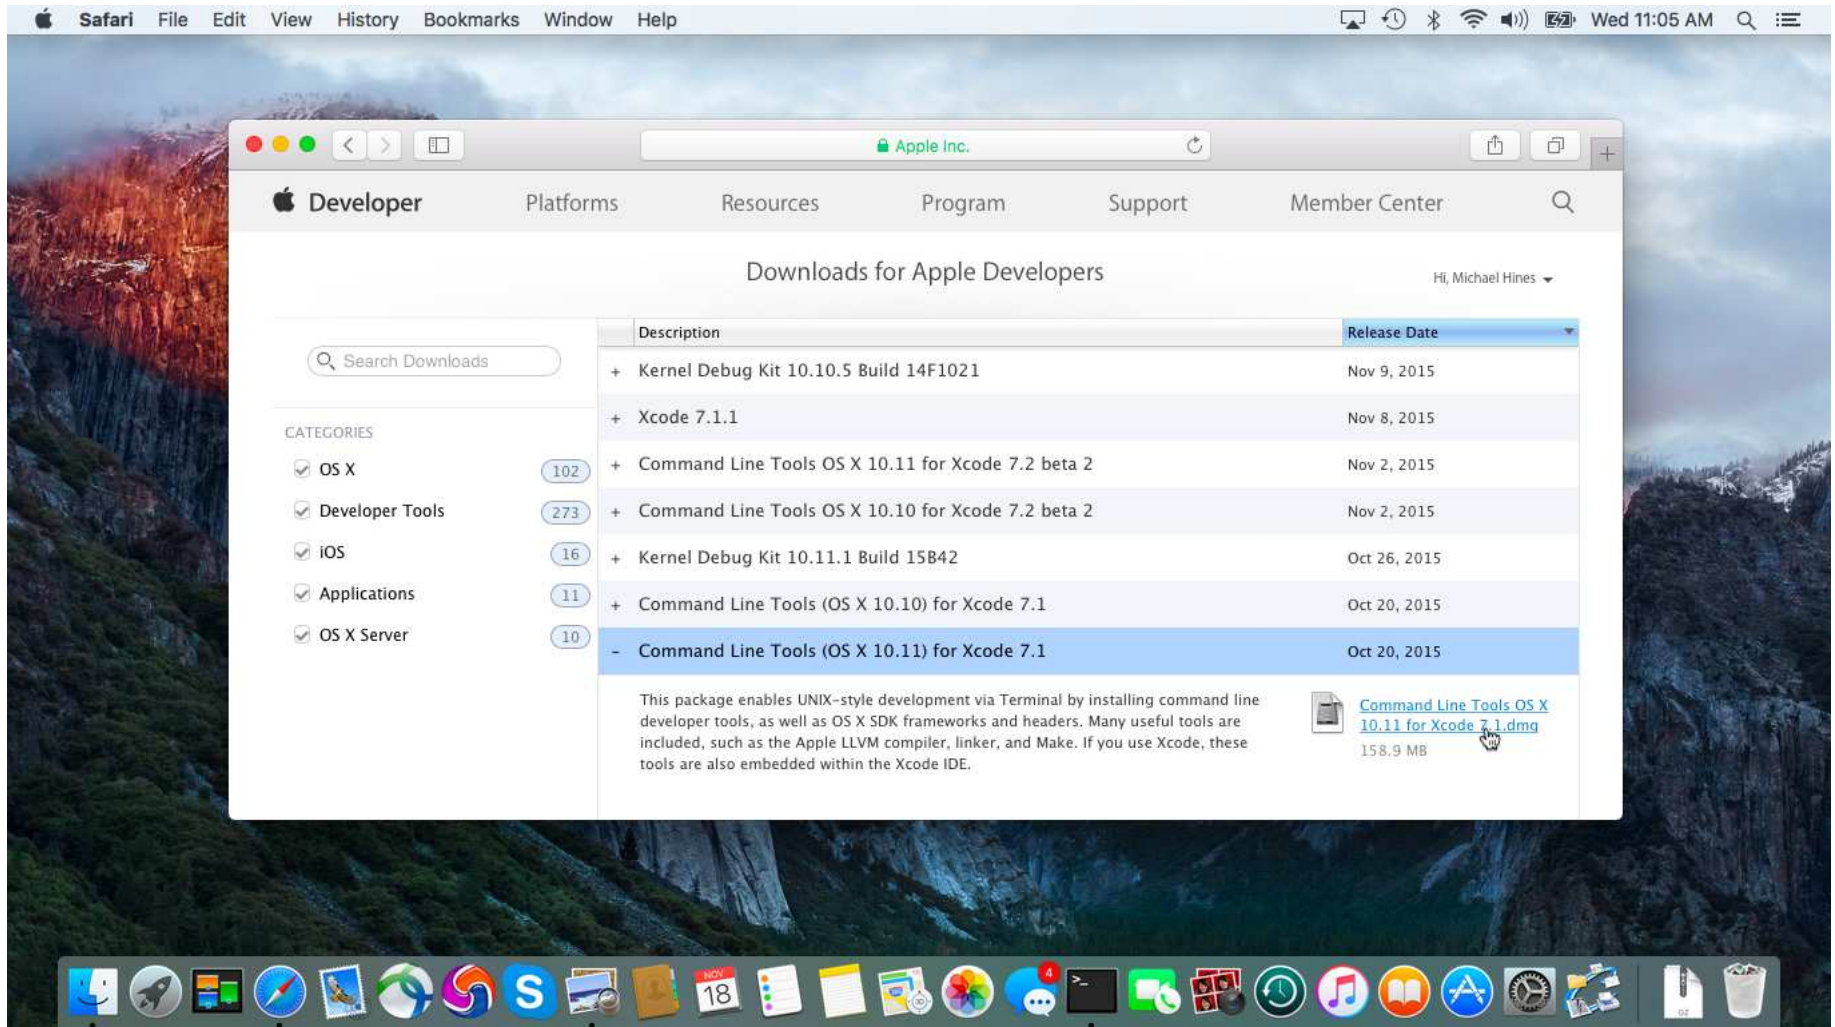 Safari File Edit View History Bookmarks Window Help Wed 11:05 AM
Apple Inc.
Developer Platforms Resources Program Support Member Center
Downloads for Apple Developers
Hi, Michael Hines
Search Downloads
CATEGORIES
OS X 102
Developer Tools 273
iOS 16
Applications 11
OS X Server 10
Description Release Date
+ Kernel Debug Kit 10.10.5 Build 14F1021 Nov 9, 2015
+ Xcode 7.1.1 Nov 8, 2015
+ Command Line Tools OS X 10.11 for Xcode 7.2 beta 2 Nov 2, 2015
+ Command Line Tools OS X 10.10 for Xcode 7.2 beta 2 Nov 2, 2015
+ Kernel Debug Kit 10.11.1 Build 15B42 Oct 26, 2015
+ Command Line Tools (OS X 10.10) for Xcode 7.1 Oct 20, 2015
– Command Line Tools (OS X 10.11) for Xcode 7.1 Oct 20, 2015
This package enables UNIX-style development via Terminal by installing command line
developer tools, as well as OS X SDK frameworks and headers. Many useful tools are
included, such as the Apple LLVM compiler, linker, and Make. If you use Xcode, these
tools are also embedded within the Xcode IDE.
Command Line Tools OS X
10.11 for Xcode 7.1.dmg
158.9 MB
S
NOV
18
4
>_